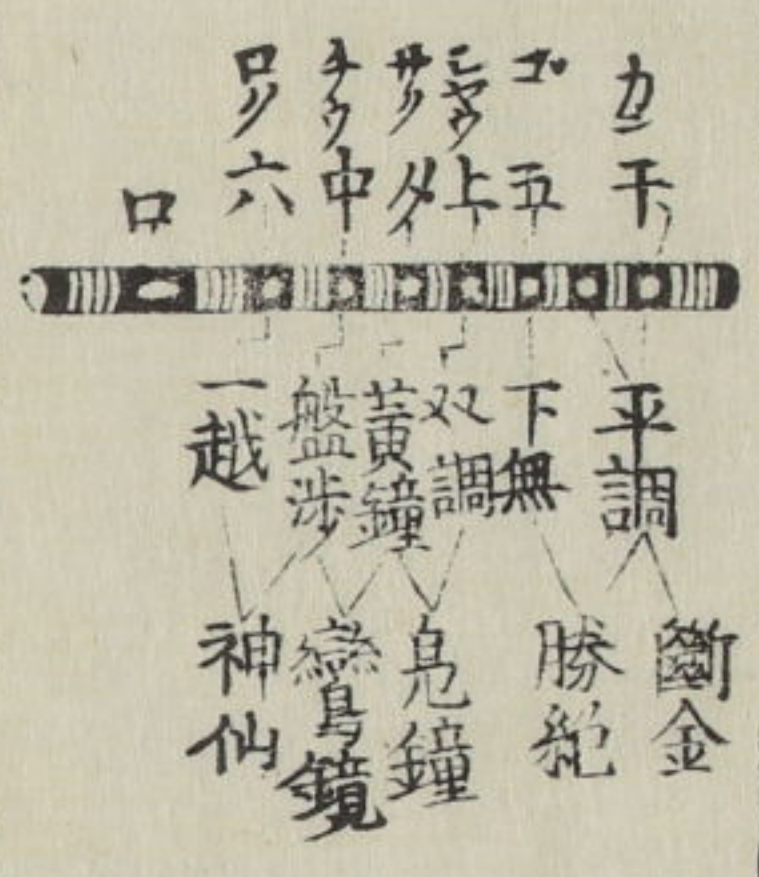 カン 干
ゴ 五
シヤウ 上
サク 夕
チウ 中
ロク 六
口
平調
下無
双調
黄鐘
盤渉
一越
斷金
勝絶
鳧鐘
鸞鏡
神仙